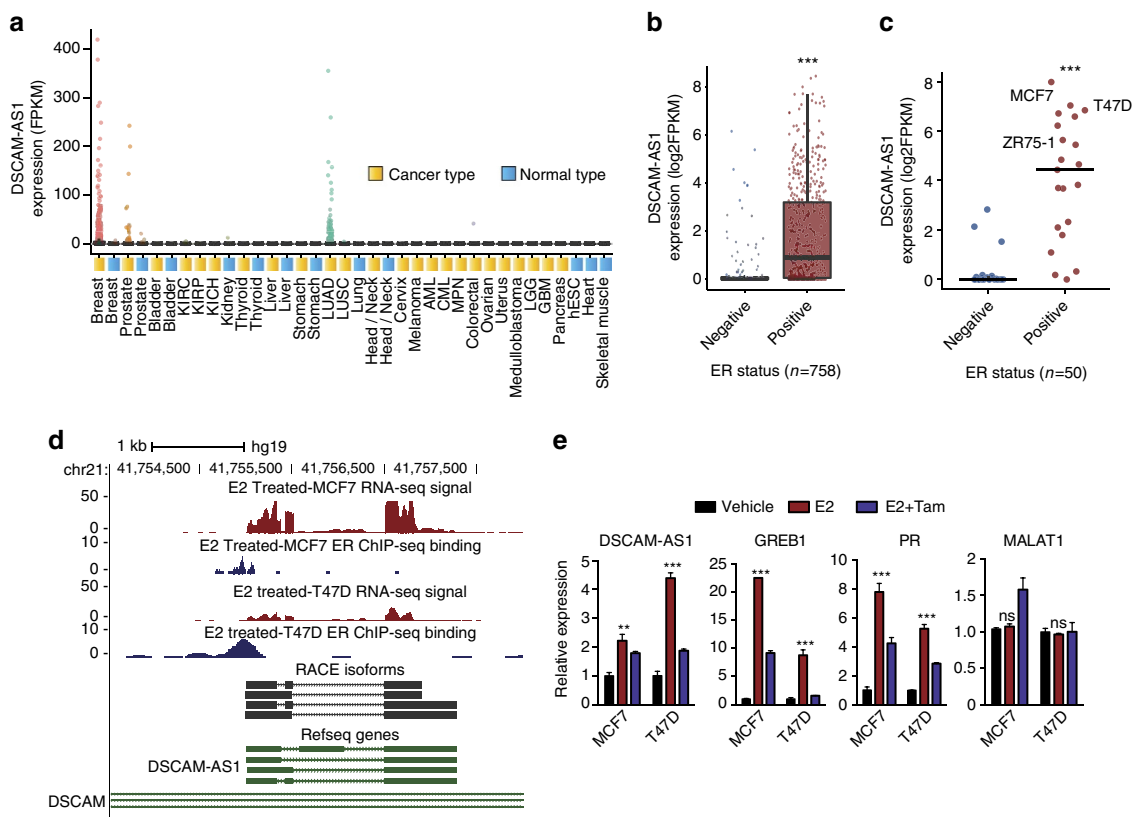 a
DSCAM-AS1
expression (FPKM)
400
300
200
100
0
Cancer type
Normal type
Breast
Breast
Prostate
Prostate
Bladder
Bladder
KIRC
KIRP
KICH
Kidney
Thyroid
Thyroid
Liver
Liver
Stomach
Stomach
LUAD
LUSC
Lung
Head / Neck
Head / Neck
Cervix
Melanoma
AML
CML
MPN
Colorectal
Ovarian
Uterus
Medulloblastoma
LGG
GBM
Pancreas
hESC
Heart
Skeletal muscle
b
DSCAM-AS1
expression (log2FPKM)
8
6
4
2
0
***
Negative
Positive
ER status (n=758)
c
DSCAM-AS1
expression (log2FPKM)
8
6
4
2
0
***
MCF7
T47D
ZR75-1
Negative
Positive
ER status (n=50)
d
1 kb
hg19
chr21:
41,754,500
41,755,500
41,756,500
41,757,500
E2 Treated-MCF7 RNA-seq signal
50
0
E2 Treated-MCF7 ER ChIP-seq binding
10
0
E2 treated-T47D RNA-seq signal
50
0
E2 treated-T47D ER ChIP-seq binding
10
0
RACE isoforms
Refseq genes
DSCAM-AS1
DSCAM
e
Vehicle
E2
E2+Tam
Relative expression
DSCAM-AS1
5
4
3
2
1
0
**
***
MCF7
T47D
GREB1
25
20
15
10
5
0
***
***
MCF7
T47D
PR
10
8
6
4
2
0
***
***
MCF7
T47D
MALAT1
2
1.5
1.0
0.5
0
ns
ns
MCF7
T47D